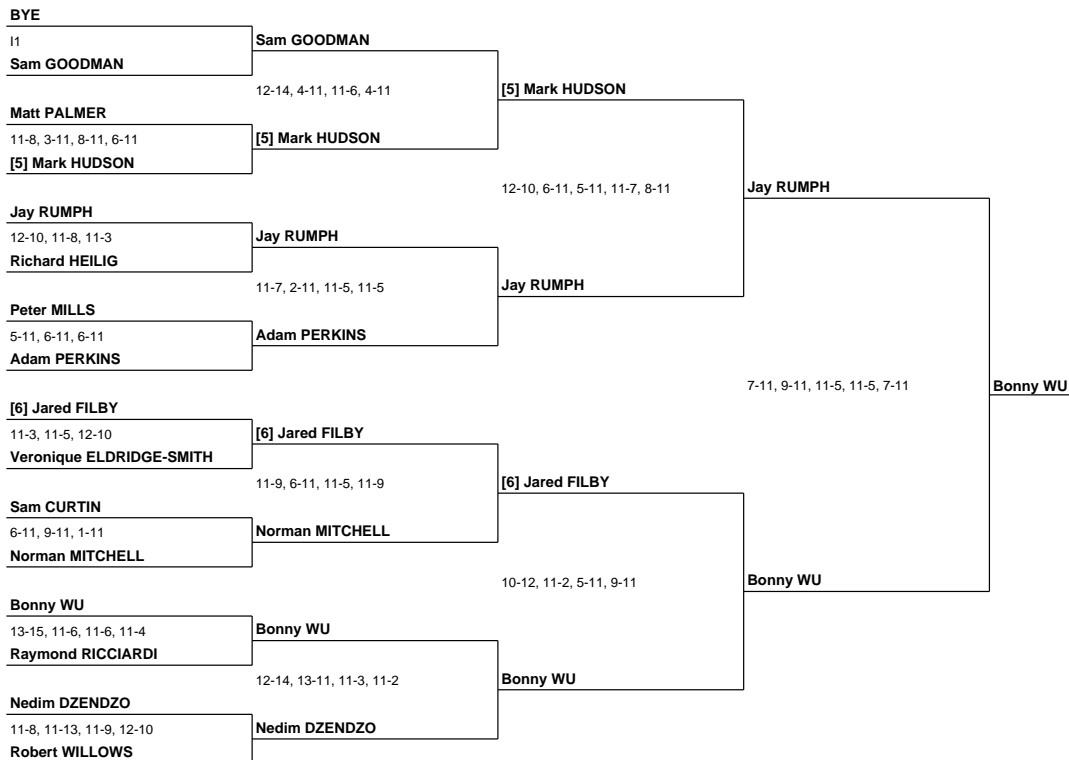 BYE
I1
Sam GOODMAN
Matt PALMER
11-8, 3-11, 8-11, 6-11
[5] Mark HUDSON
Jay RUMPH
12-10, 11-8, 11-3
Richard HEILIG
Peter MILLS
5-11, 6-11, 6-11
Adam PERKINS
[6] Jared FILBY
11-3, 11-5, 12-10
Veronique ELDRIDGE-SMITH
Sam CURTIN
6-11, 9-11, 1-11
Norman MITCHELL
Bonny WU
13-15, 11-6, 11-6, 11-4
Raymond RICCIARDI
Nedim DZENDZO
11-8, 11-13, 11-9, 12-10
Robert WILLOWS
Sam GOODMAN
12-14, 4-11, 11-6, 4-11
[5] Mark HUDSON
Jay RUMPH
11-7, 2-11, 11-5, 11-5
Adam PERKINS
[6] Jared FILBY
11-9, 6-11, 11-5, 11-9
Norman MITCHELL
Bonny WU
12-14, 13-11, 11-3, 11-2
Nedim DZENDZO
[5] Mark HUDSON
12-10, 6-11, 5-11, 11-7, 8-11
Jay RUMPH
[6] Jared FILBY
10-12, 11-2, 5-11, 9-11
Bonny WU
Jay RUMPH
7-11, 9-11, 11-5, 11-5, 7-11
Bonny WU
Bonny WU